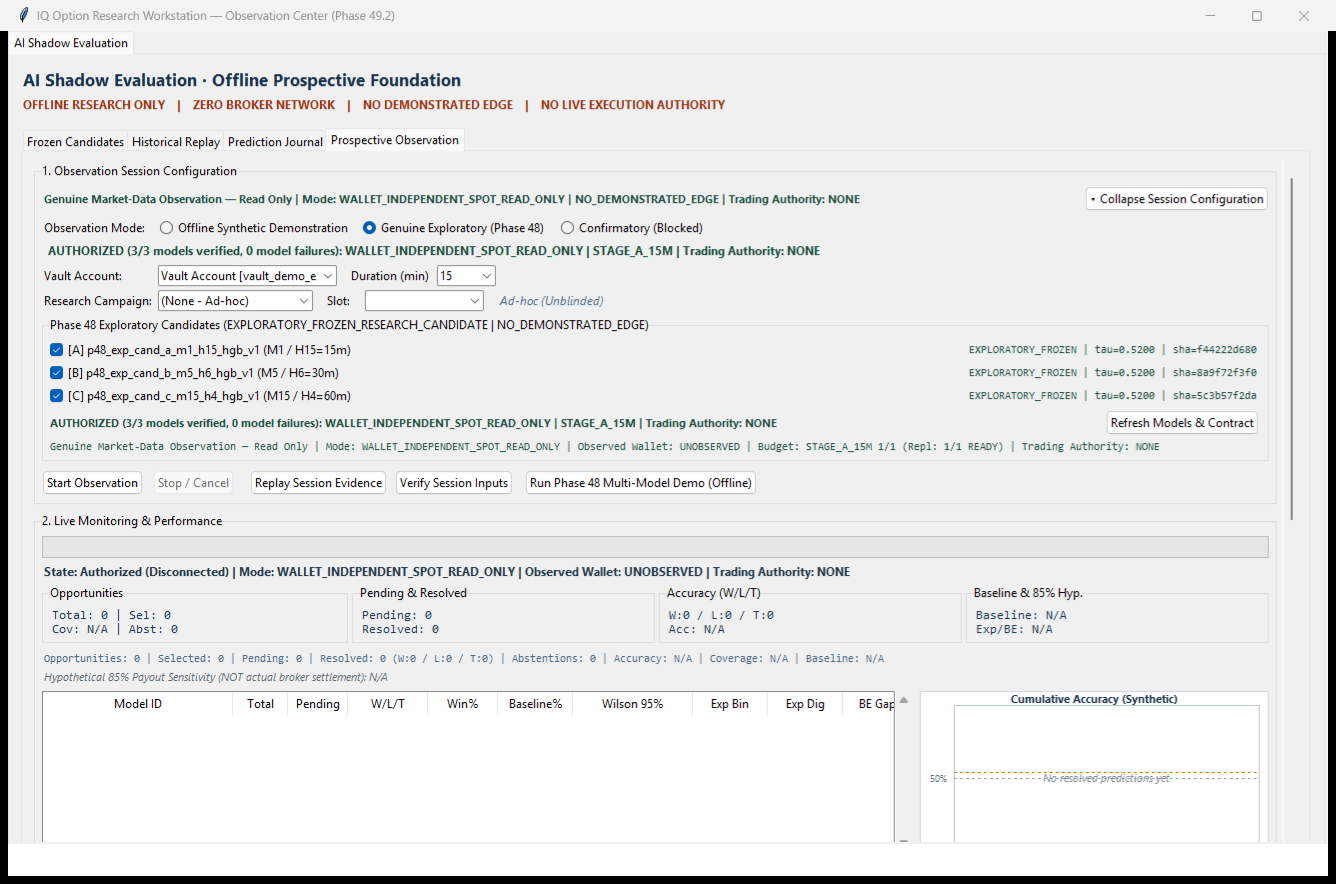 IQ Option Research Workstation — Observation Center (Phase 49.2)
AI Shadow Evaluation
AI Shadow Evaluation · Offline Prospective Foundation
OFFLINE RESEARCH ONLY | ZERO BROKER NETWORK | NO DEMONSTRATED EDGE | NO LIVE EXECUTION AUTHORITY
Frozen Candidates Historical Replay Prediction Journal Prospective Observation
1. Observation Session Configuration
Genuine Market-Data Observation — Read Only | Mode: WALLET_INDEPENDENT_SPOT_READ_ONLY | NO_DEMONSTRATED_EDGE | Trading Authority: NONE
Collapse Session Configuration
Observation Mode: Offline Synthetic Demonstration Genuine Exploratory (Phase 48) Confirmatory (Blocked)
AUTHORIZED (3/3 models verified, 0 model failures): WALLET_INDEPENDENT_SPOT_READ_ONLY | STAGE_A_15M | Trading Authority: NONE
Vault Account: Vault Account [vault_demo_e Duration (min) 15
Research Campaign: (None - Ad-hoc) Slot: Ad-hoc (Unblinded)
Phase 48 Exploratory Candidates (EXPLORATORY_FROZEN_RESEARCH_CANDIDATE | NO_DEMONSTRATED_EDGE)
[A] p48_exp_cand_a_m1_h15_hgb_v1 (M1 / H15=15m) EXPLORATORY_FROZEN | tau=0.5200 | sha=f44222d680
[B] p48_exp_cand_b_m5_h6_hgb_v1 (M5 / H6=30m) EXPLORATORY_FROZEN | tau=0.5200 | sha=8a9f72f3f0
[C] p48_exp_cand_c_m15_h4_hgb_v1 (M15 / H4=60m) EXPLORATORY_FROZEN | tau=0.5200 | sha=5c3b57f2da
AUTHORIZED (3/3 models verified, 0 model failures): WALLET_INDEPENDENT_SPOT_READ_ONLY | STAGE_A_15M | Trading Authority: NONE
Refresh Models & Contract
Genuine Market-Data Observation — Read Only | Mode: WALLET_INDEPENDENT_SPOT_READ_ONLY | Observed Wallet: UNOBSERVED | Budget: STAGE_A_15M 1/1 (Repl: 1/1 READY) | Trading Authority: NONE
Start Observation Stop / Cancel Replay Session Evidence Verify Session Inputs Run Phase 48 Multi-Model Demo (Offline)
2. Live Monitoring & Performance
State: Authorized (Disconnected) | Mode: WALLET_INDEPENDENT_SPOT_READ_ONLY | Observed Wallet: UNOBSERVED | Trading Authority: NONE
Opportunities
Total: 0 | Sel: 0
Cov: N/A | Abst: 0
Pending & Resolved
Pending: 0
Resolved: 0
Accuracy (W/L/T)
W:0 / L:0 / T:0
Acc: N/A
Baseline & 85% Hyp.
Baseline: N/A
Exp/BE: N/A
Opportunities: 0 | Selected: 0 | Pending: 0 | Resolved: 0 (W:0 / L:0 / T:0) | Abstentions: 0 | Accuracy: N/A | Coverage: N/A | Baseline: N/A
Hypothetical 85% Payout Sensitivity (NOT actual broker settlement): N/A
Model ID Total Pending W/L/T Win% Baseline% Wilson 95% Exp Bin Exp Dig BE Gap
Cumulative Accuracy (Synthetic)
50%
No resolved predictions yet